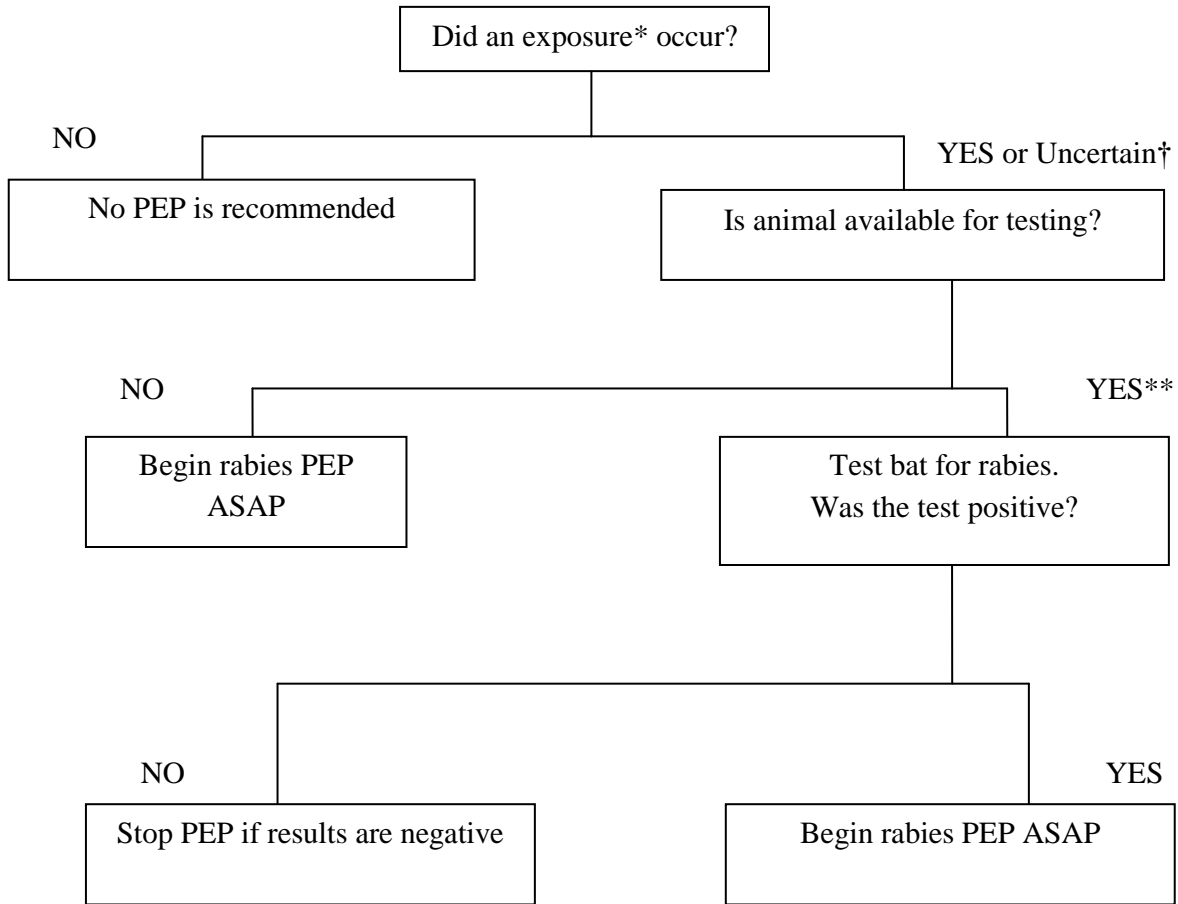 Did an exposure* occur?
NO
YES or Uncertain†
No PEP is recommended
Is animal available for testing?
NO
YES**
Begin rabies PEP
ASAP
Test bat for rabies.
Was the test positive?
NO
YES
Stop PEP if results are negative
Begin rabies PEP ASAP